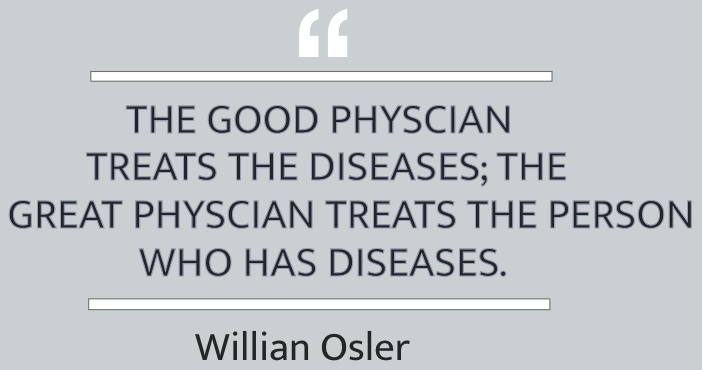 “
THE GOOD PHYSCIAN
TREATS THE DISEASES; THE
GREAT PHYSCIAN TREATS THE PERSON
WHO HAS DISEASES.
Willian Osler